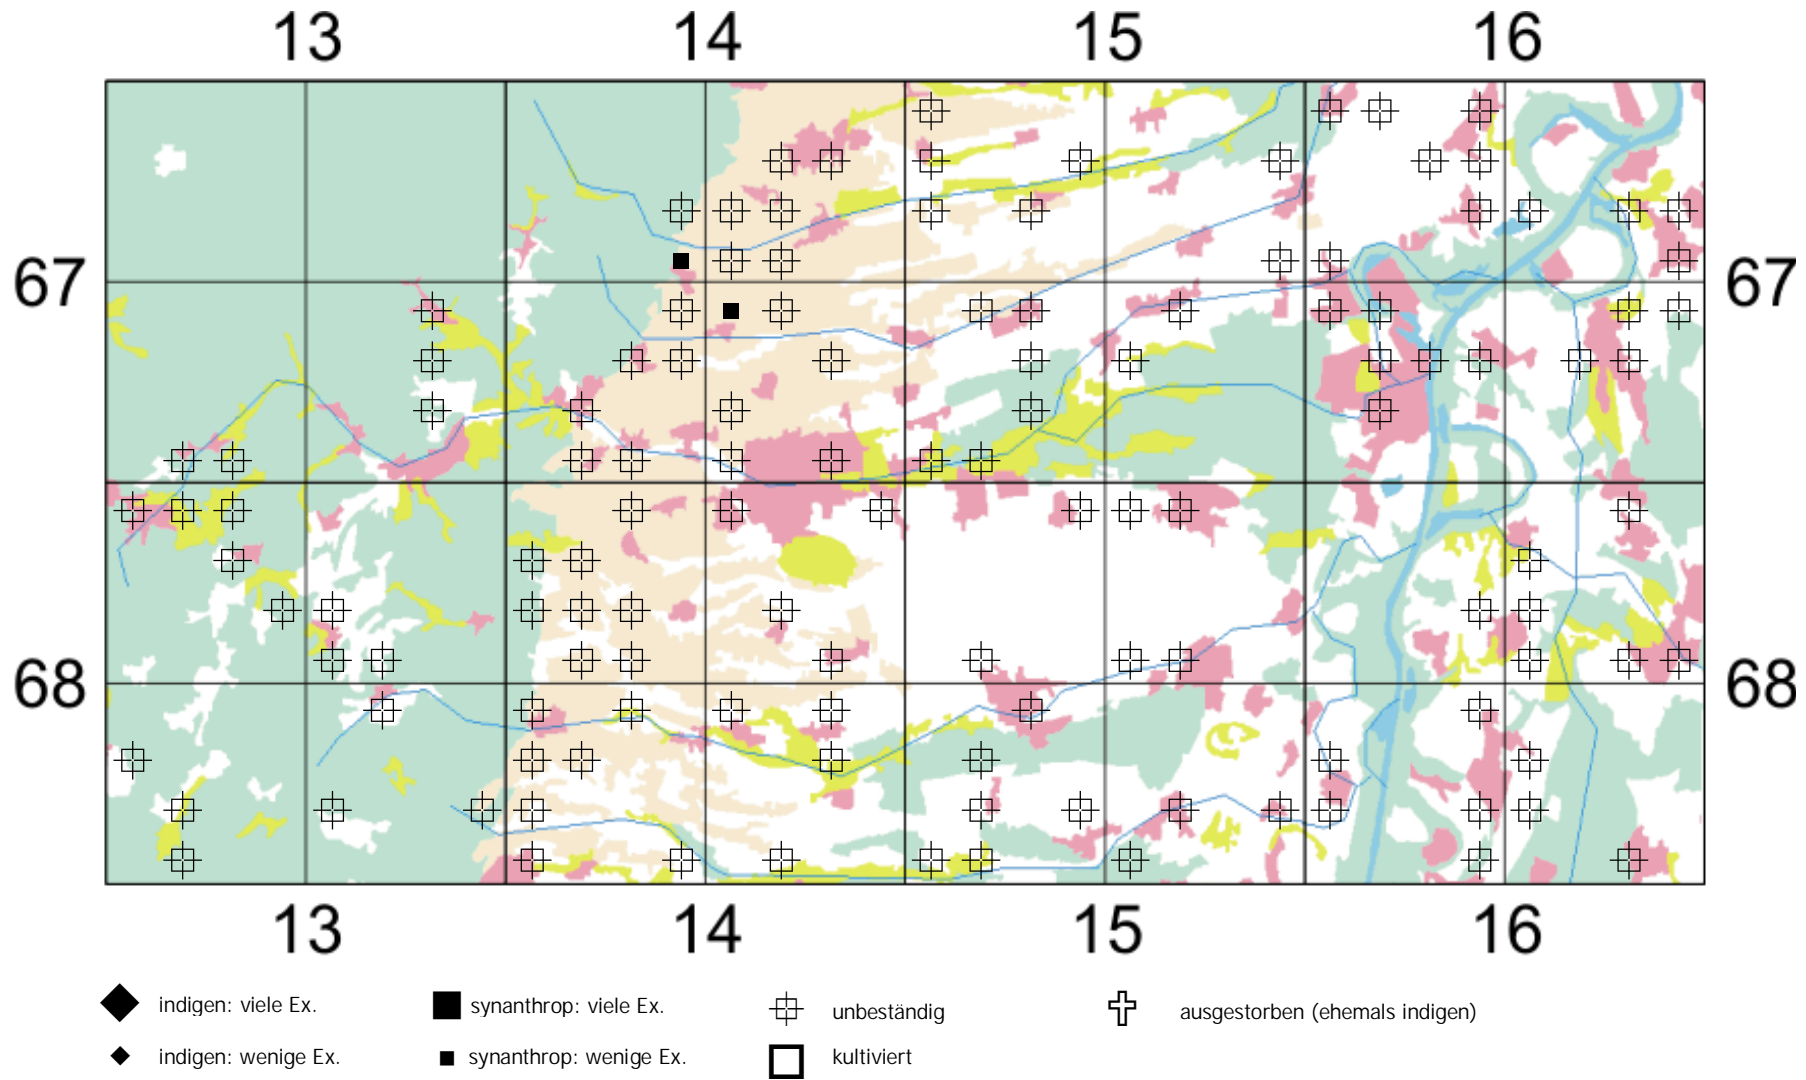 13 14 15 16
67 67
68 68
13 14 15 16
indigen: viele Ex. synanthrop: viele Ex. unbeständig ausgestorben (ehemals indigen)
indigen: wenige Ex. synanthrop: wenige Ex. kultiviert